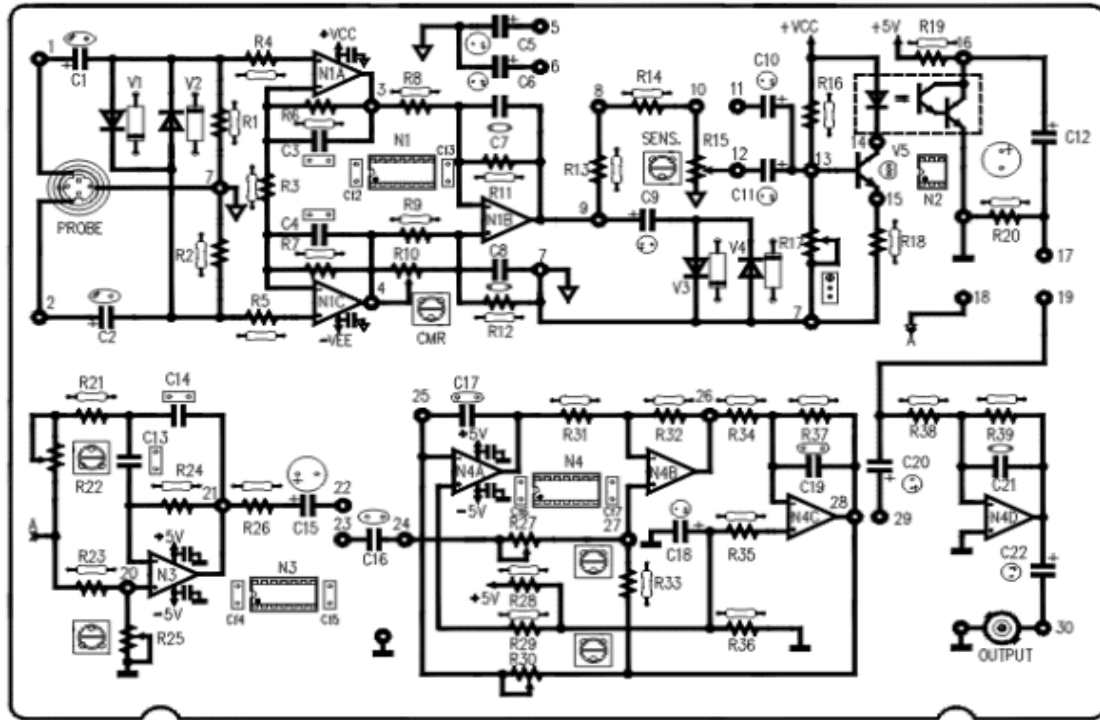 1
C1
V1
V2
R4
+VCC
N1A
R1
R6
C3
3
R8
5
C5
6
C6
C7
N1
C12
C13
R3
7
PROBE
R2
C4
R7
R9
R10
R11
N1B
C8
7
R12
2
C2
R5
N1C
4
-VEE
CMR
8
R14
10
SENS.
R15
R13
9
C9
V3
V4
11
C10
12
C11
+VCC
R16
13
14
V5
15
R17
R18
7
+5V
R19
16
N2
C12
R20
17
18
19
A
R21
C14
C13
R22
R24
21
R26
C15
22
A
R23
20
+5V
N3
-5V
R25
N3
Cf4
Cf5
23
C16
24
25
C17
+5V
N4A
-5V
R31
N4
R27
R32
N4B
26
27
R34
R37
C19
N4C
28
C18
R35
R33
+5V
R28
R29
R30
R36
R38
C20
29
R39
C21
N4D
C22
30
OUTPUT